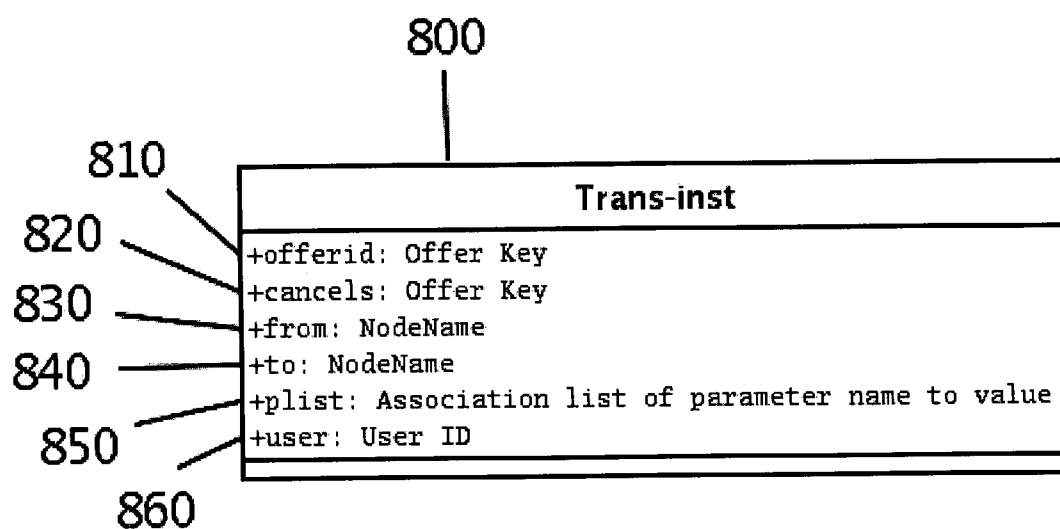 800
810
Trans-inst
820
+offerid: Offer Key
+cancels: Offer Key
830
+from: NodeName
840
+to: NodeName
+plist: Association list of parameter name to value
850
+user: User ID
860